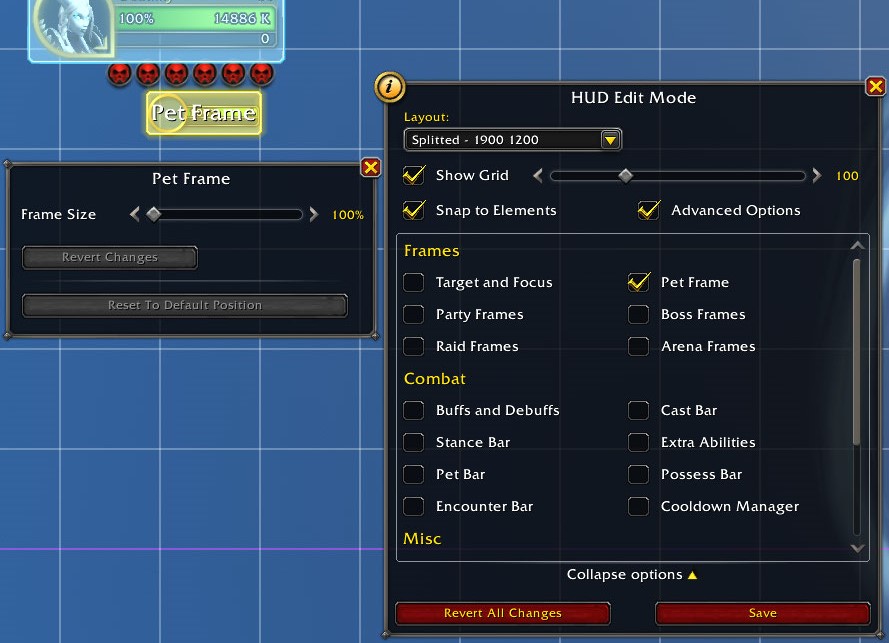 100% 14886 K
0
Pet Frame
Pet Frame
Frame Size 100%
Revert Changes
Reset To Default Position
HUD Edit Mode
Layout:
Splitted - 1900 1200
Show Grid 100
Snap to Elements Advanced Options
Frames
Target and Focus Pet Frame
Party Frames Boss Frames
Raid Frames Arena Frames
Combat
Buffs and Debuffs Cast Bar
Stance Bar Extra Abilities
Pet Bar Possess Bar
Encounter Bar Cooldown Manager
Misc
Collapse options
Revert All Changes Save